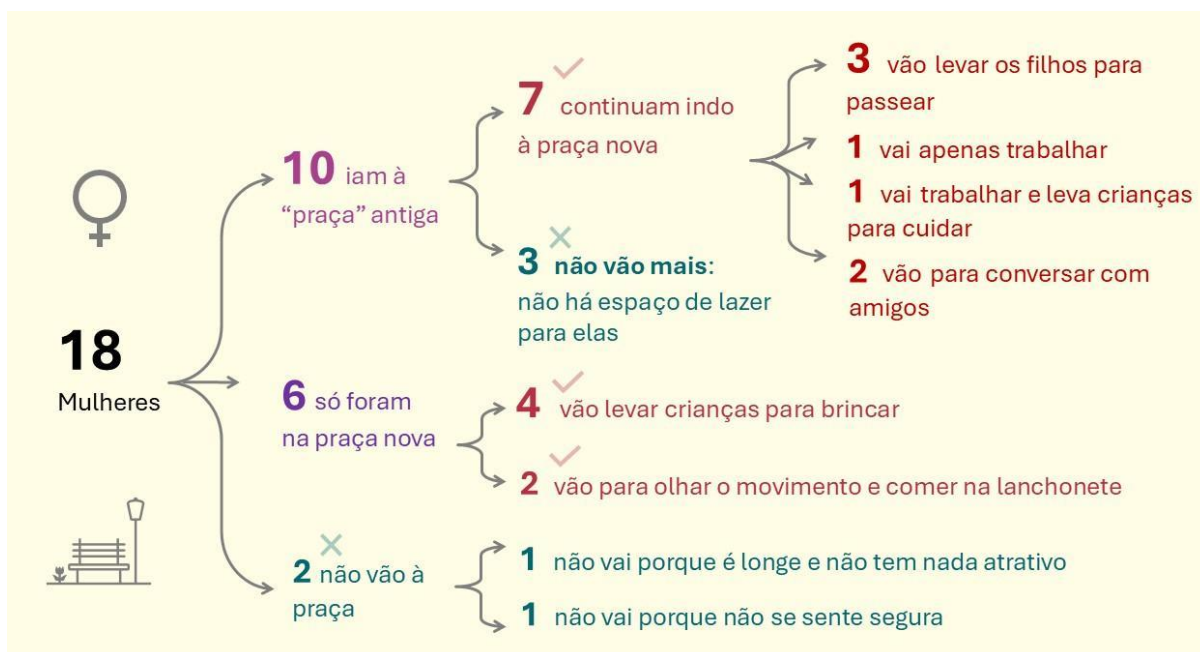 18
Mulheres
10 iam à
“praça” antiga
7 continuam indo
à praça nova
3 vão levar os filhos para
passear
1 vai apenas trabalhar
1 vai trabalhar e leva crianças
para cuidar
2 vão para conversar com
amigos
3 não vão mais:
não há espaço de lazer
para elas
6 só foram
na praça nova
4 vão levar crianças para brincar
2 vão para olhar o movimento e comer na lanchonete
2 não vão à
praça
1 não vai porque é longe e não tem nada atrativo
1 não vai porque não se sente segura